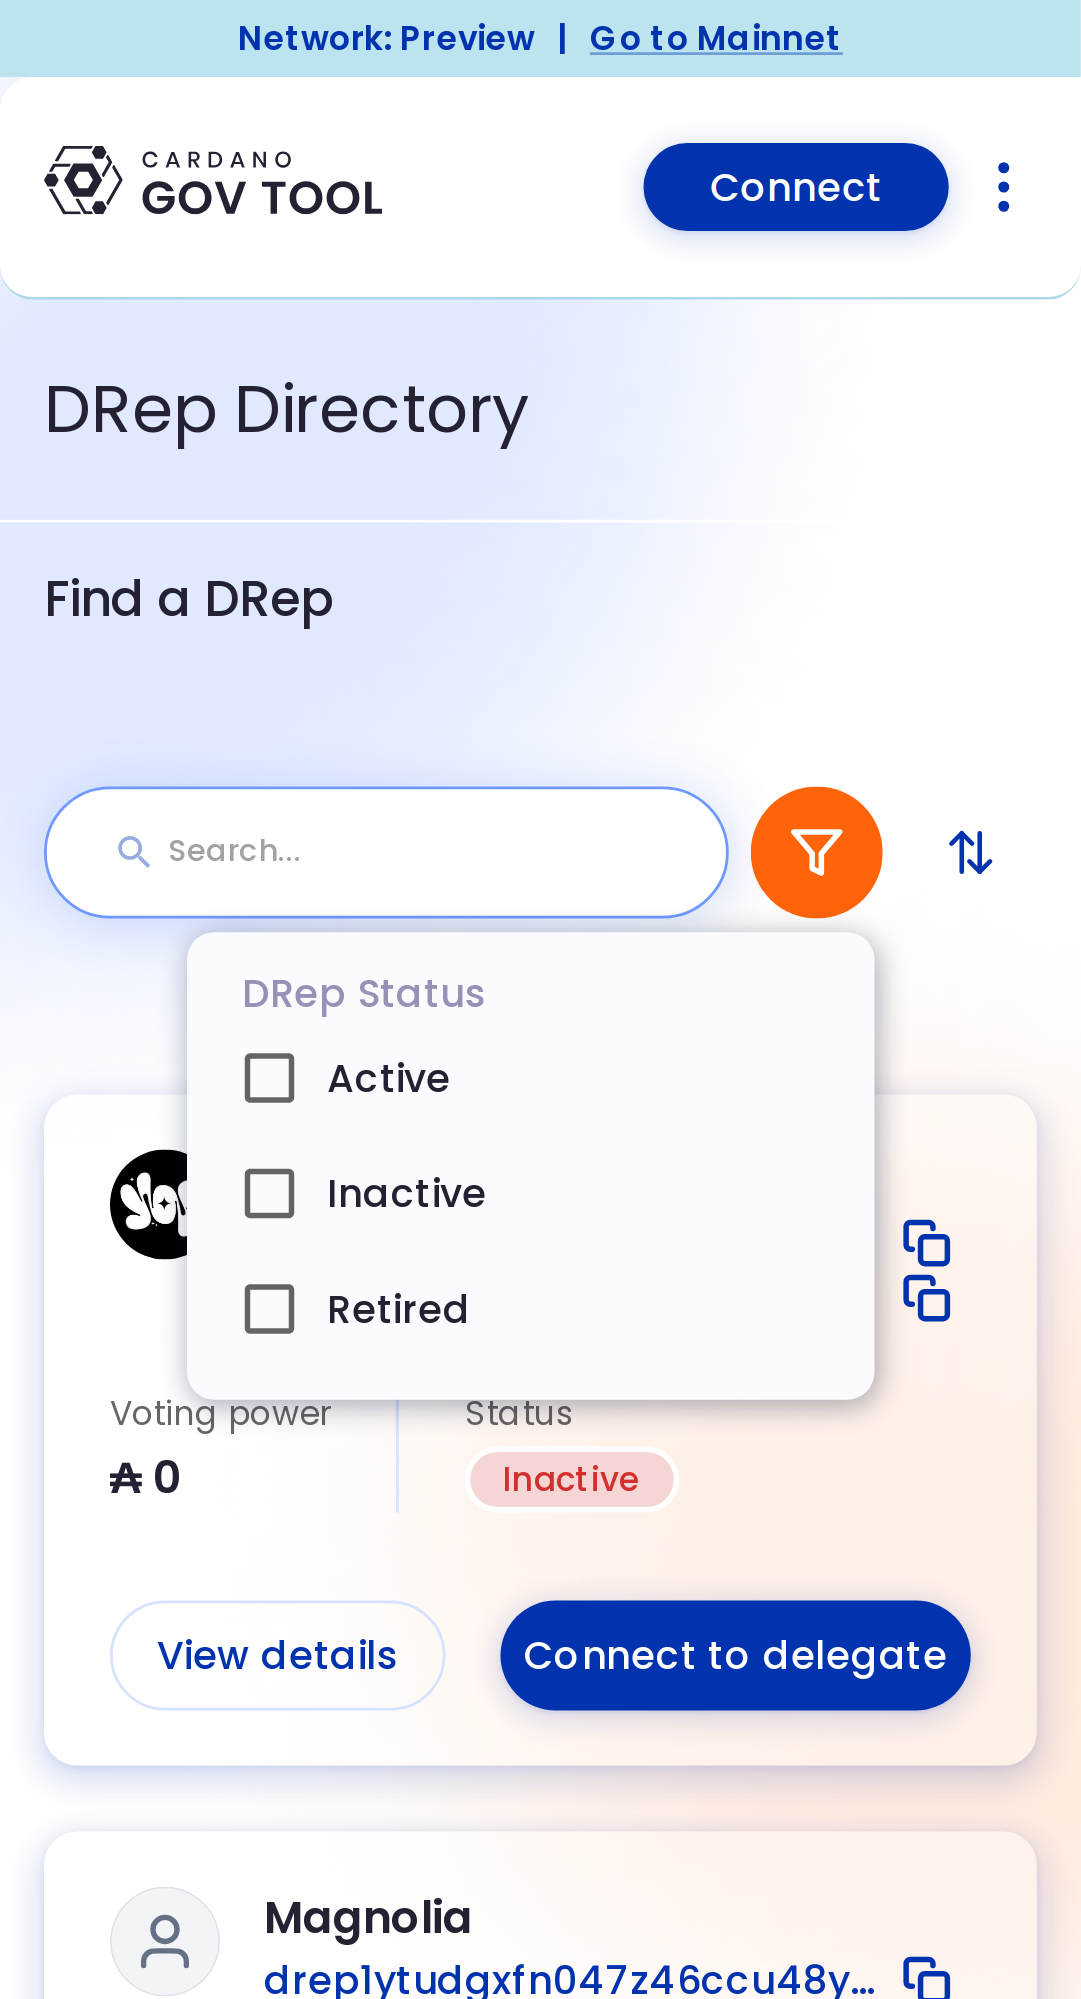 Network: Preview | Go to Mainnet
CARDANO
GOV TOOL
Connect
DRep Directory
Find a DRep
Search...
DRep Status
Active
Inactive
Retired
Voting power
Status
₳ 0
Inactive
View details
Connect to delegate
Magnolia
drep1ytudgxfn047z46ccu48y...